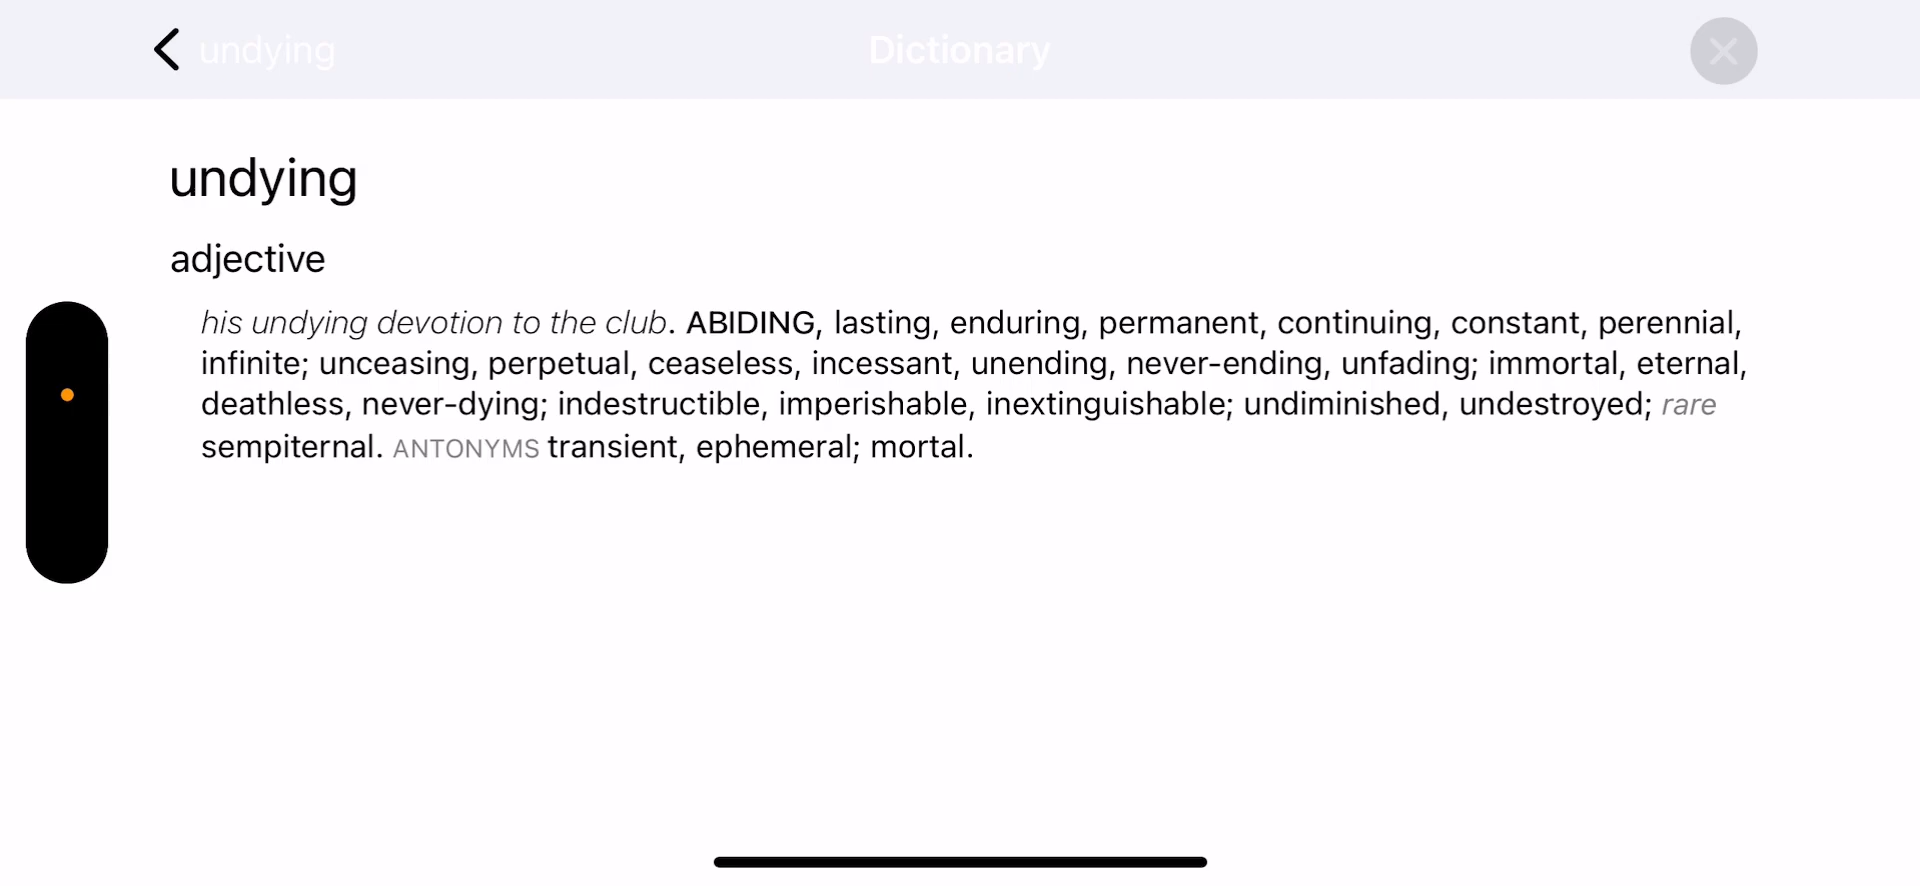 undying
Dictionary
undying
adjective
his undying devotion to the club. ABIDING, lasting, enduring, permanent, continuing, constant, perennial,
infinite; unceasing, perpetual, ceaseless, incessant, unending, never-ending, unfading; immortal, eternal,
deathless, never-dying; indestructible, imperishable, inextinguishable; undiminished, undestroyed; rare
sempiternal. ANTONYMS transient, ephemeral; mortal.